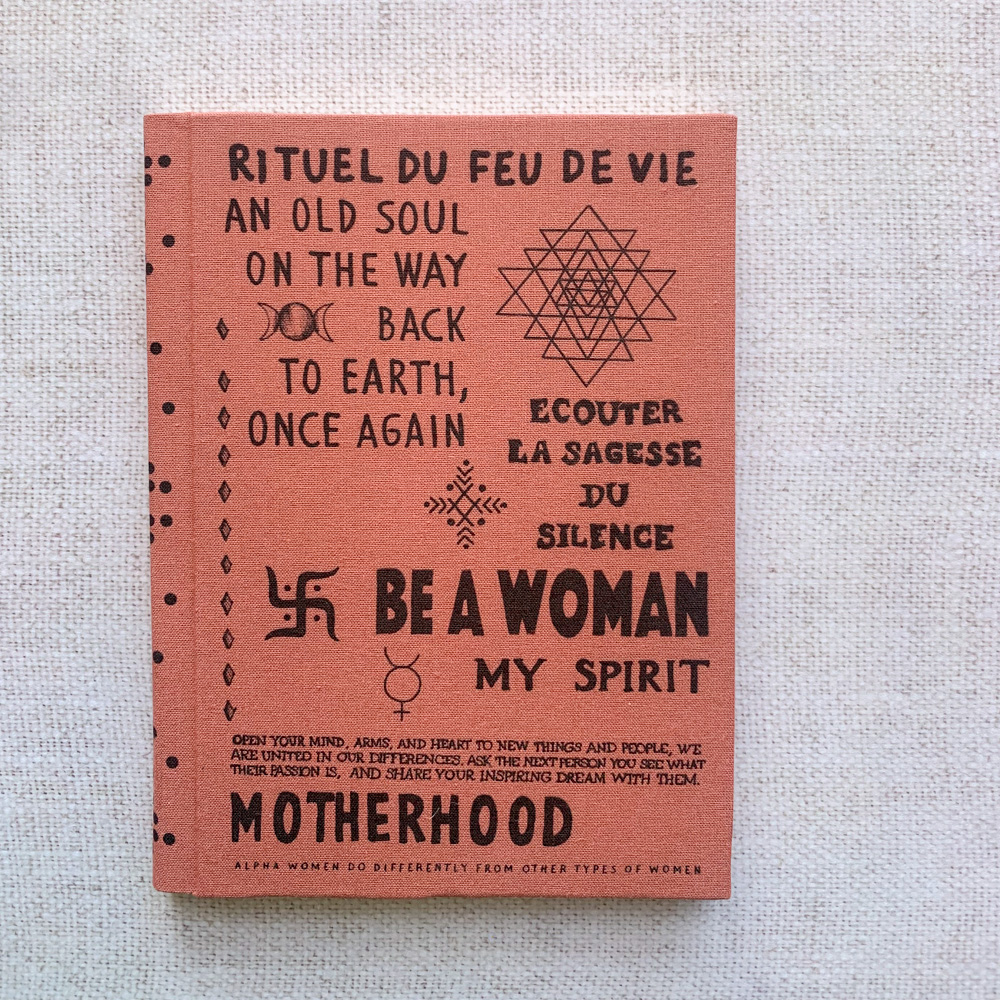 RITUEL DU FEU DE VIE
AN OLD SOUL
ON THE WAY
BACK
TO EARTH,
ONCE AGAIN
ECOUTER
LA SAGESSE
DU
SILENCE
BE A WOMAN
MY SPIRIT
OPEN YOUR MIND, ARMS, AND HEART TO NEW THINGS AND PEOPLE, WE
ARE UNITED IN OUR DIFFERENCES. ASK THE NEXT PERSON YOU SEE WHAT
THEIR PASSION IS, AND SHARE YOUR INSPIRING DREAM WITH THEM.
MOTHERHOOD
ALPHA WOMEN DO DIFFERENTLY FROM OTHER TYPES OF WOMEN